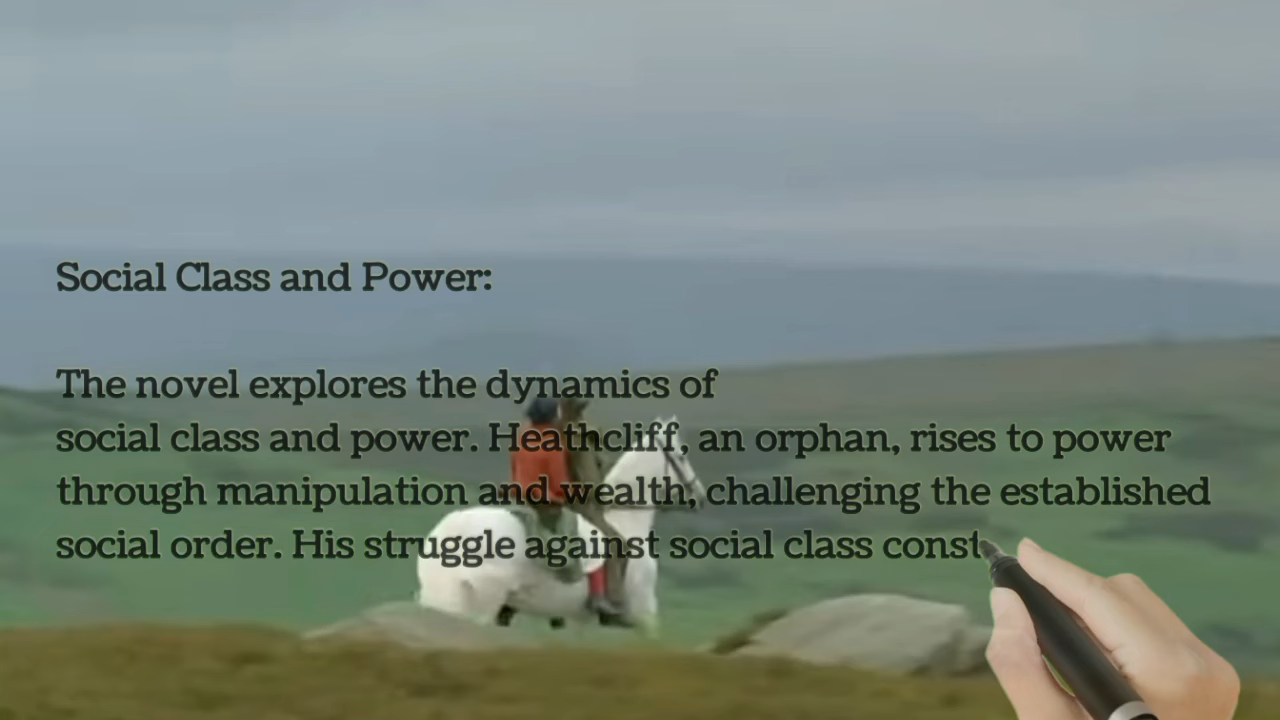 Social Class and Power:
The novel explores the dynamics of
social class and power. Heathcliff, an orphan, rises to power
through manipulation and wealth, challenging the established
social order. His struggle against social class const